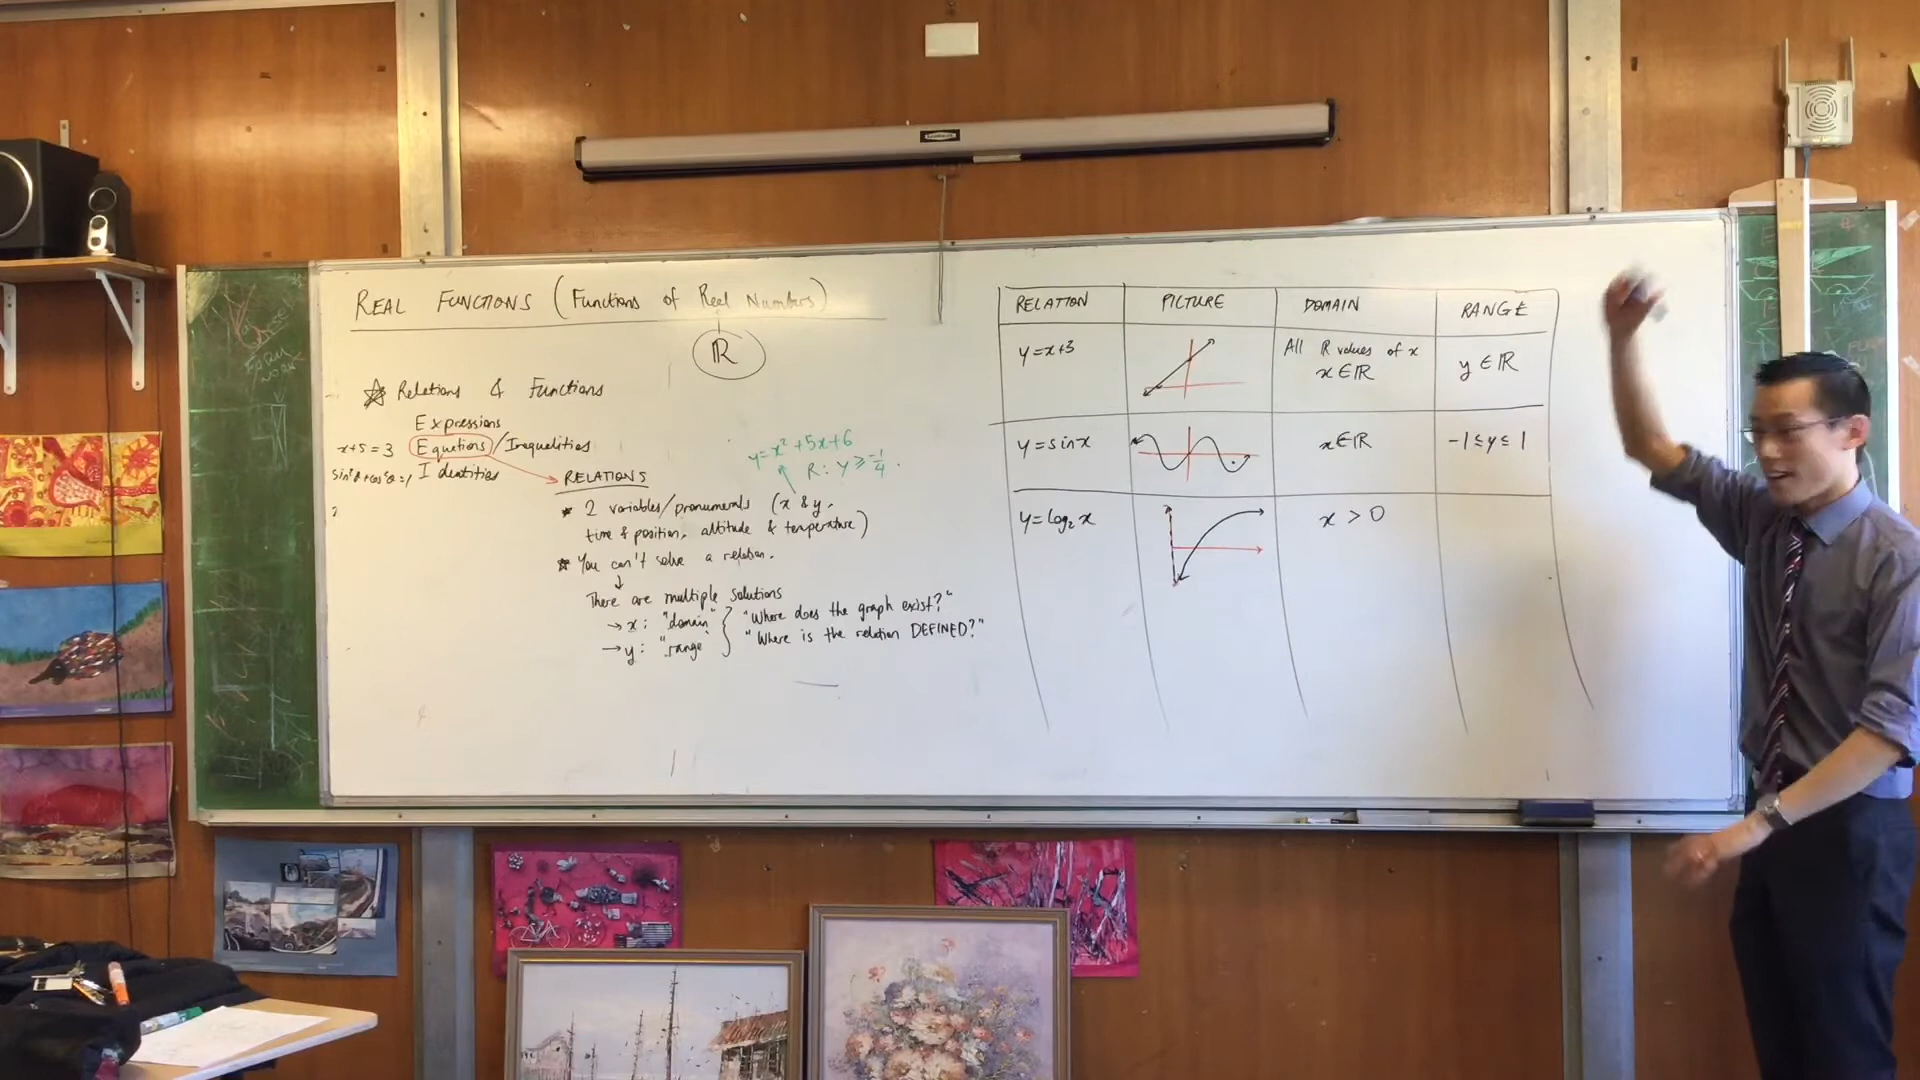 REAL FUNCTIONS (Functions of Real Numbers)
ℝ
Relations & Functions
Expressions
x+5=3 Equations / Inequalities
sin²θ+cos²θ=1 Identities
y=x²+5x+6
R: y ≥ -1/4
RELATIONS
* 2 variables/pronumerals (x & y,
time & position, altitude & temperature)
* You can't solve a relation.
↓
There are multiple solutions
→ x: "domain" } "Where does the graph exist?"
→ y: "range" } "Where is the relation DEFINED?"
RELATION PICTURE DOMAIN RANGE
y=x+3 All ℝ values of x
x∈ℝ y∈ℝ
y=sinx x∈ℝ -1≤y≤1
y=log₂x x > 0